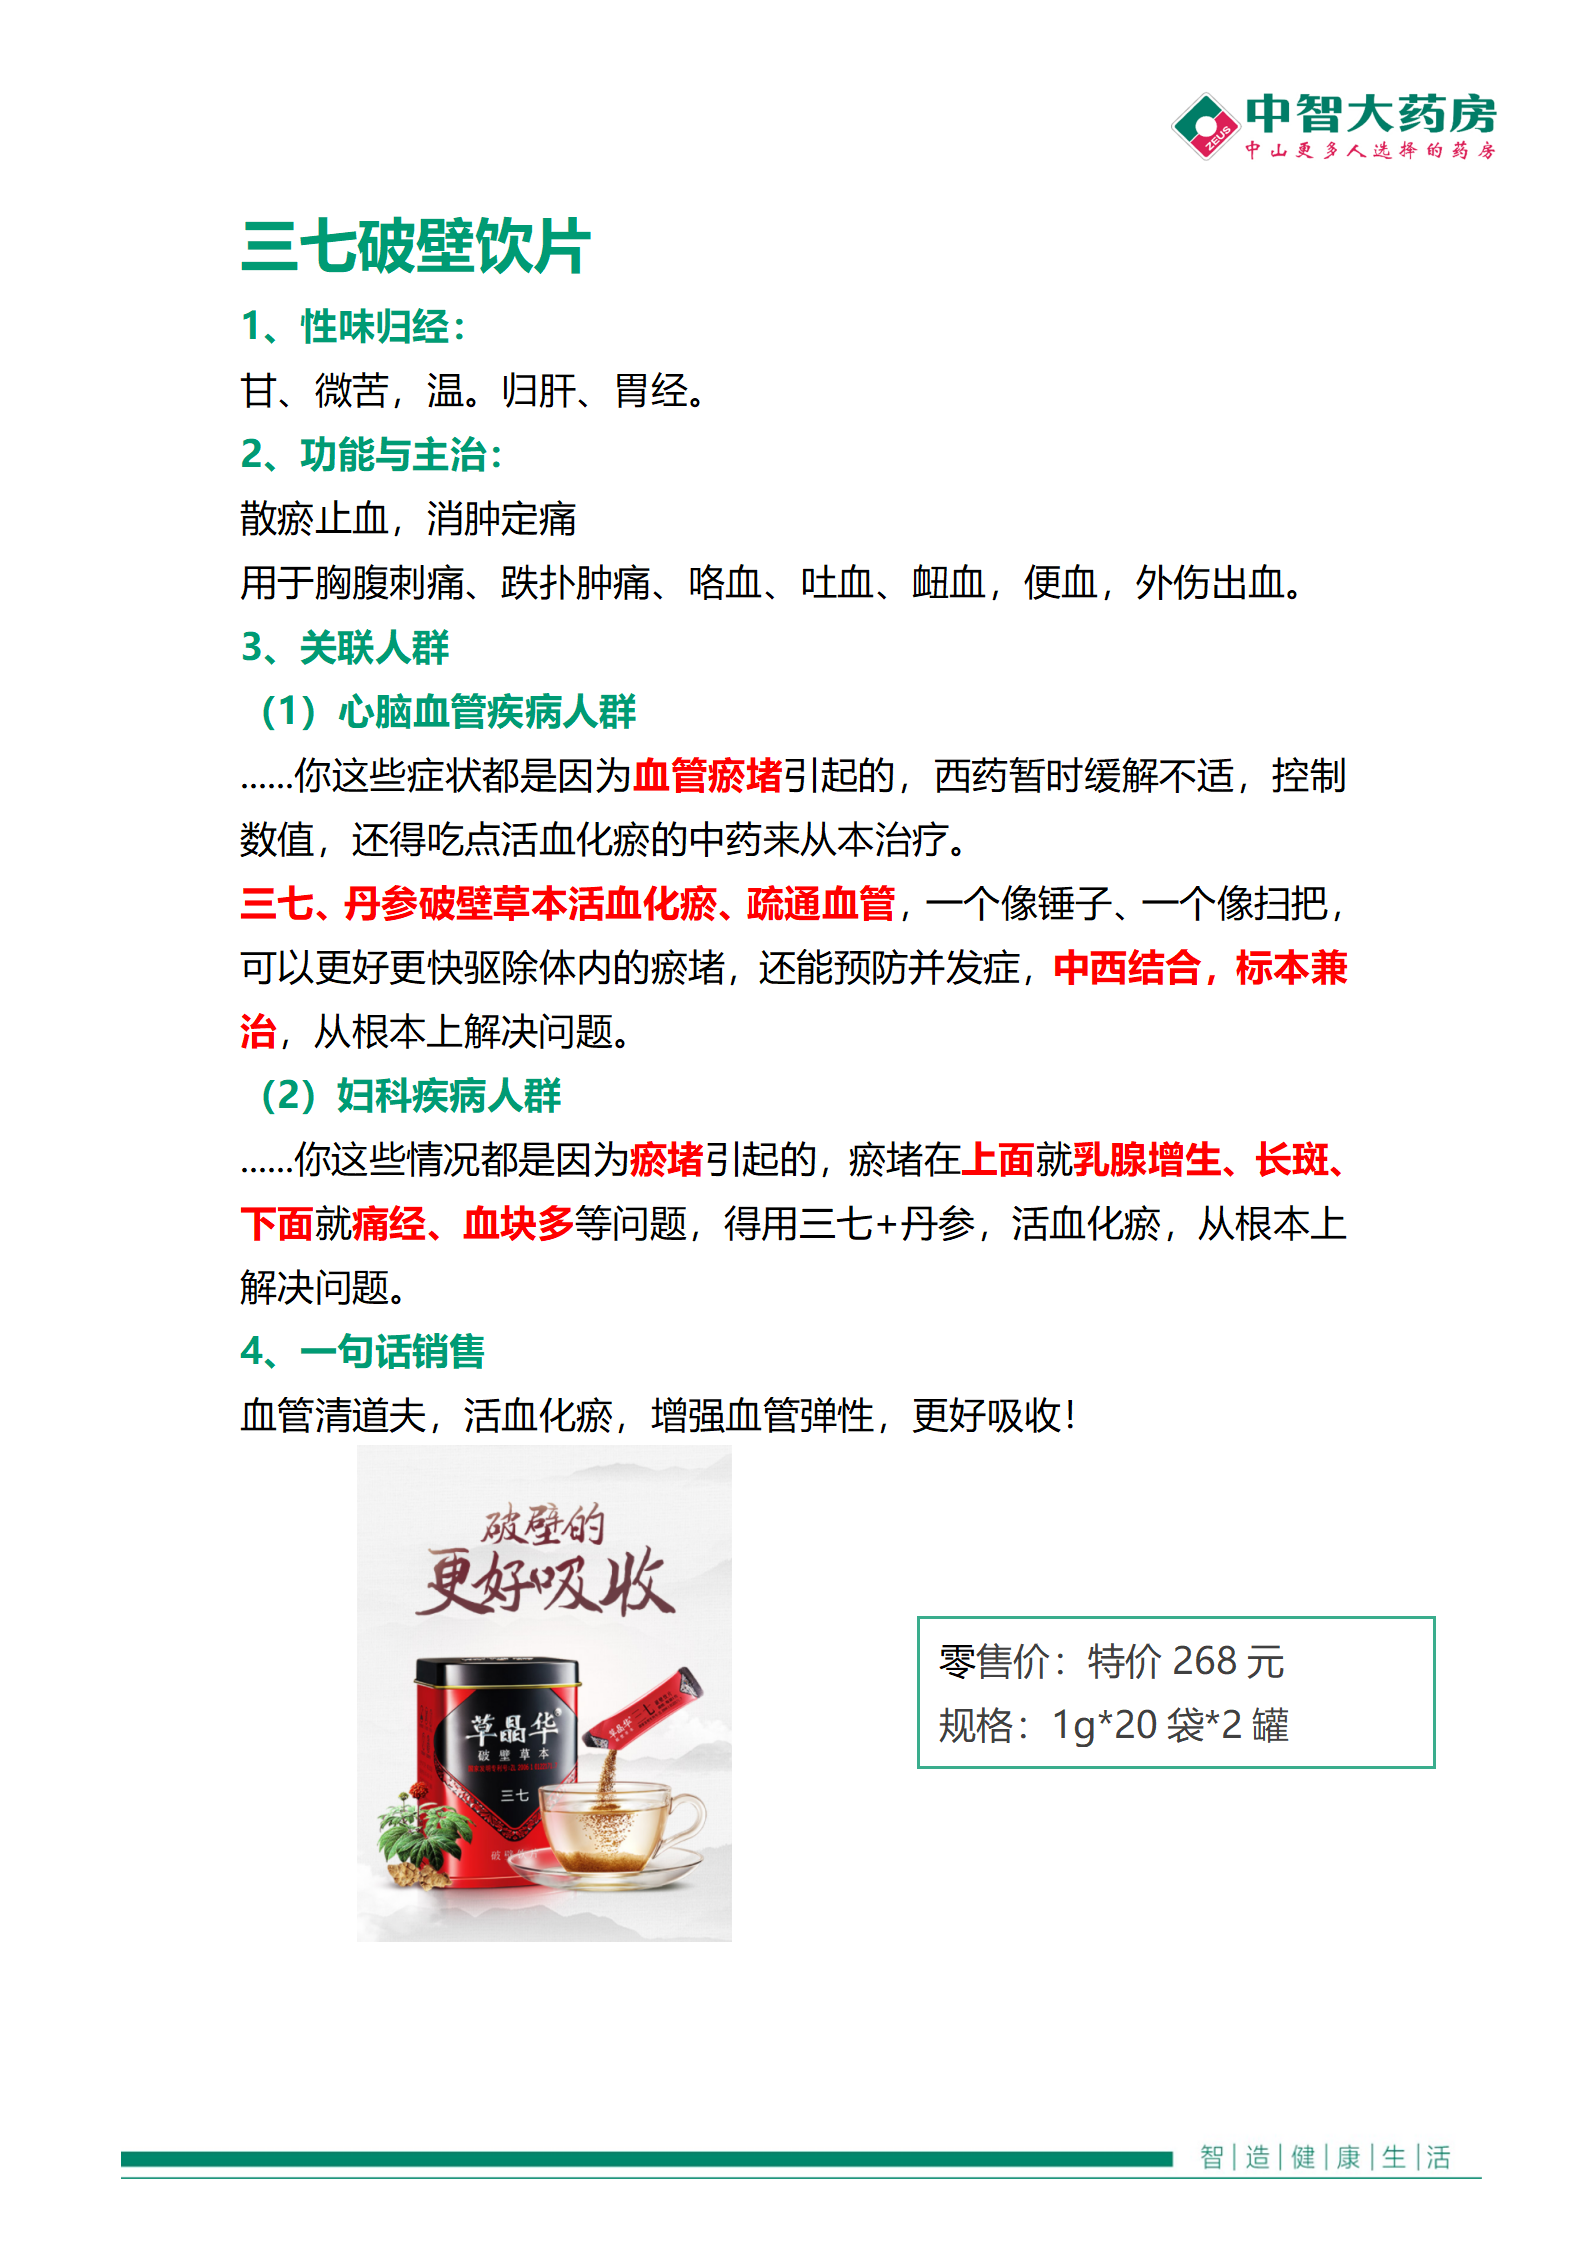 中智大药房
ZEUS
中山更多人选择的药房
三七破壁饮片
1、性味归经：
甘、微苦，温。归肝、胃经。
2、功能与主治：
散瘀止血，消肿定痛
用于胸腹刺痛、跌扑肿痛、咯血、吐血、衄血，便血，外伤出血。
3、关联人群
（1）心脑血管疾病人群
......你这些症状都是因为血管瘀堵引起的，西药暂时缓解不适，控制
数值，还得吃点活血化瘀的中药来从本治疗。
三七、丹参破壁草本活血化瘀、疏通血管，一个像锤子、一个像扫把，
可以更好更快驱除体内的瘀堵，还能预防并发症，中西结合，标本兼
治，从根本上解决问题。
（2）妇科疾病人群
......你这些情况都是因为瘀堵引起的，瘀堵在上面就乳腺增生、长斑、
下面就痛经、血块多等问题，得用三七+丹参，活血化瘀，从根本上
解决问题。
4、一句话销售
血管清道夫，活血化瘀，增强血管弹性，更好吸收！
破壁的
更好吸收
草晶华
破壁草本
三七
零售价：特价 268 元
规格：1g*20 袋*2 罐
智|造|健|康|生|活